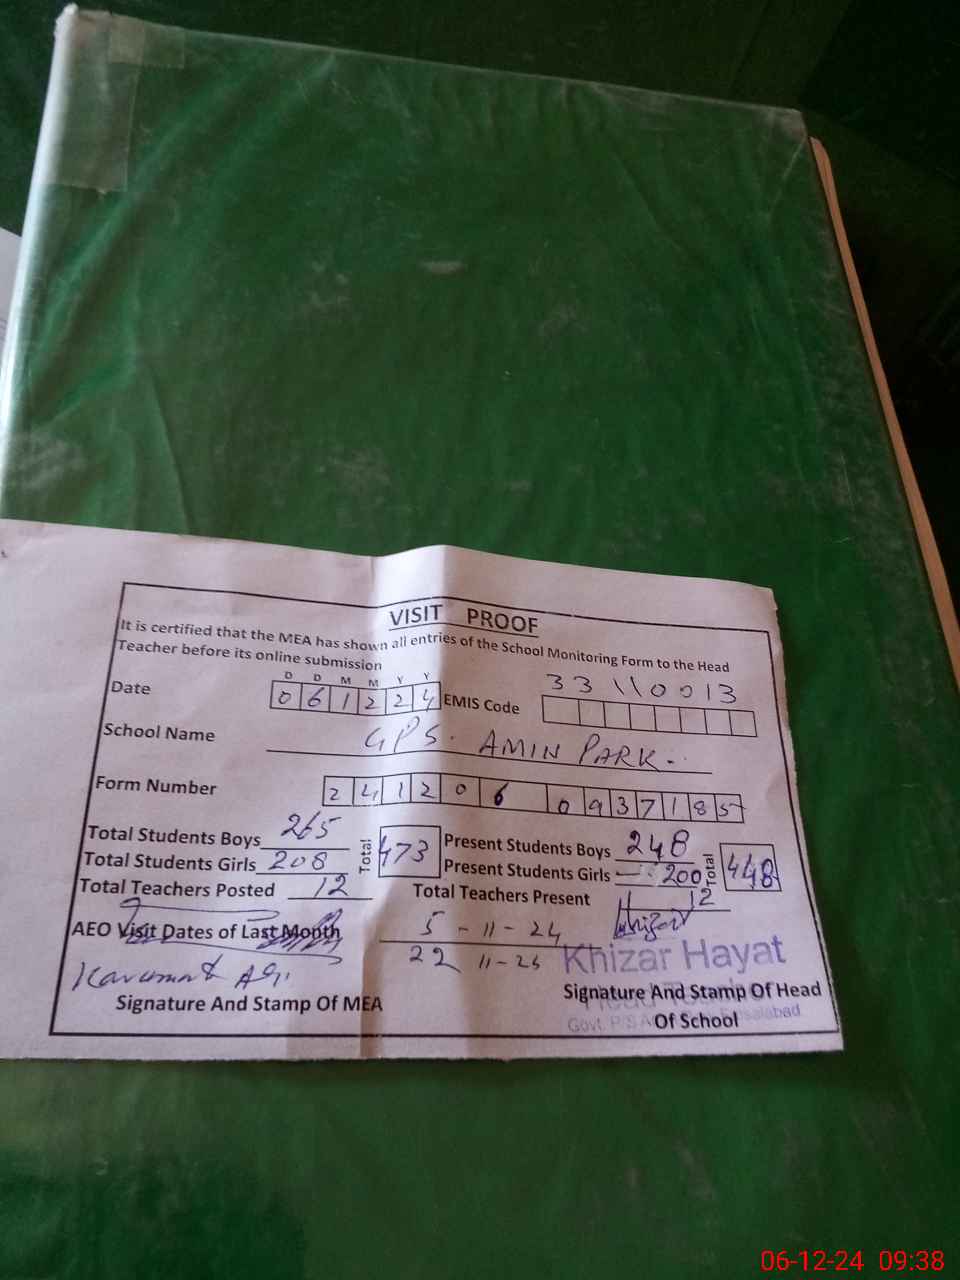 VISIT PROOF
It is certified that the MEA has shown all entries of the School Monitoring Form to the Head
Teacher before its online submission
D D M M Y Y
Date 0 6 1 2 2 4 EMIS Code 33110013
School Name GPS. AMIN PARK.
Form Number 2 4 1 2 0 6 0 9 3 7 1 8 5
Total Students Boys 265 Total 473 Present Students Boys 248 Total 448
Total Students Girls 208 Present Students Girls 200
Total Teachers Posted 12 Total Teachers Present 12
AEO Visit Dates of Last Month 5-11-24
22 11-25
Khizar Hayat
Signature And Stamp Of MEA Signature And Stamp Of Head
Of School
06-12-24 09:38